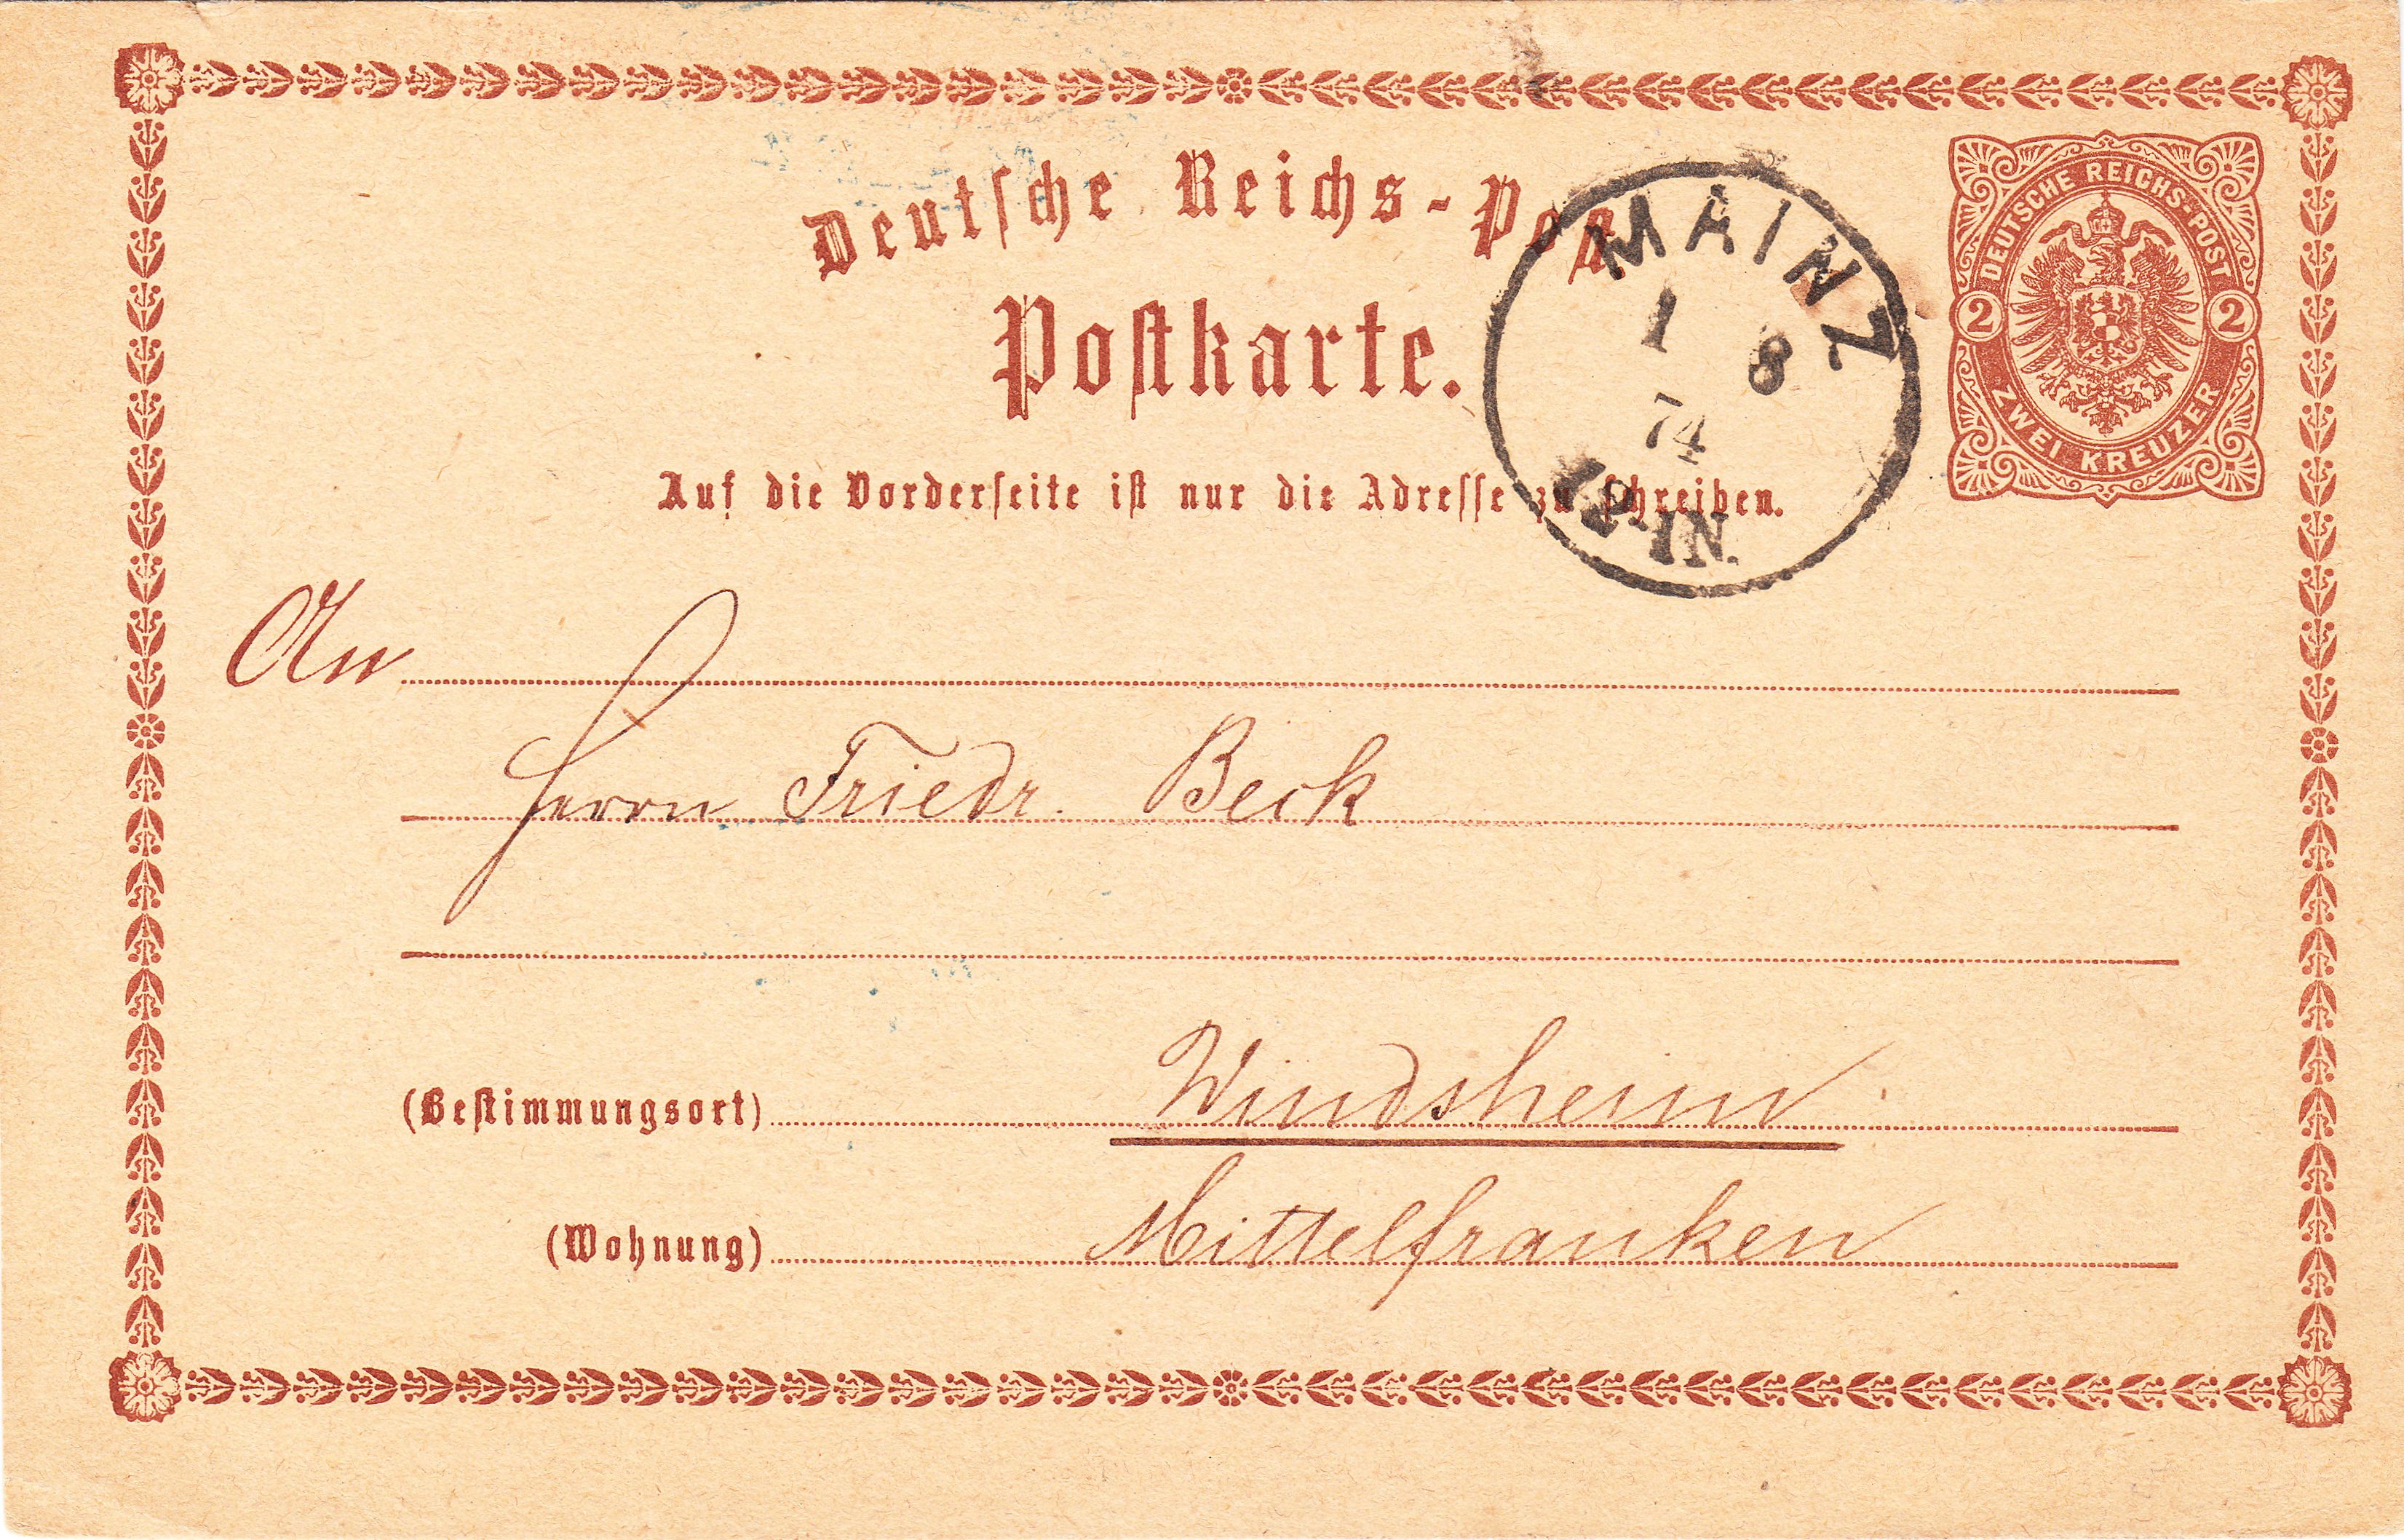 Deutsche Reichs-Post
Postkarte.
Auf die Vorderseite ist nur die Adresse zu schreiben.
MAINZ
1 8
74
IN.
DEUTSCHE REICHS-POST
2 2
ZWEI KREUZER
An
Herrn Friedr. Beck
(Bestimmungsort) Windsheim
(Wohnung) Mittelfranken